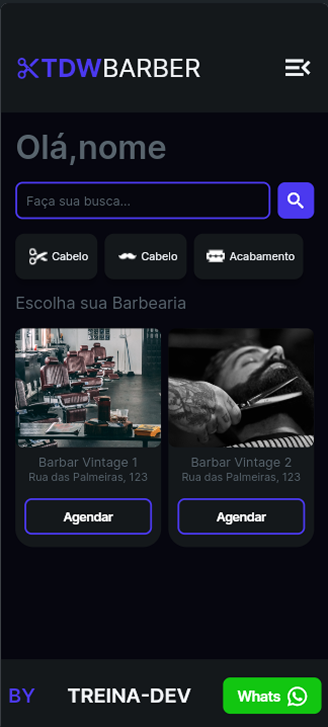 TDWBARBER
Olá,nome
Faça sua busca...
Cabelo Cabelo Acabamento
Escolha sua Barbearia
Barbar Vintage 1 Barbar Vintage 2
Rua das Palmeiras, 123 Rua das Palmeiras, 123
Agendar Agendar
BY TREINA-DEV Whats